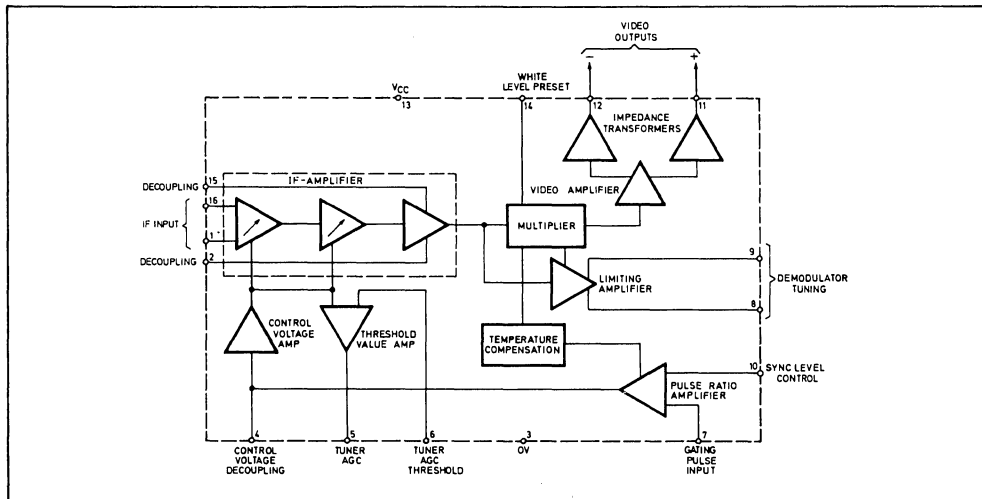 VIDEO
OUTPUTS
−
+
VCC
13
WHITE
LEVEL PRESET
14
12
11
IMPEDANCE
TRANSFORMERS
IF-AMPLIFIER
VIDEO AMPLIFIER
DECOUPLING
15
16
IF INPUT
1
DECOUPLING
2
MULTIPLIER
LIMITING
AMPLIFIER
9
8
DEMODULATOR
TUNING
CONTROL
VOLTAGE
AMP
THRESHOLD
VALUE AMP
TEMPERATURE
COMPENSATION
PULSE RATIO
AMPLIFIER
10
SYNC LEVEL
CONTROL
4
CONTROL
VOLTAGE
DECOUPLING
5
TUNER
AGC
6
TUNER
AGC
THRESHOLD
3
OV
7
GATING
PULSE
INPUT